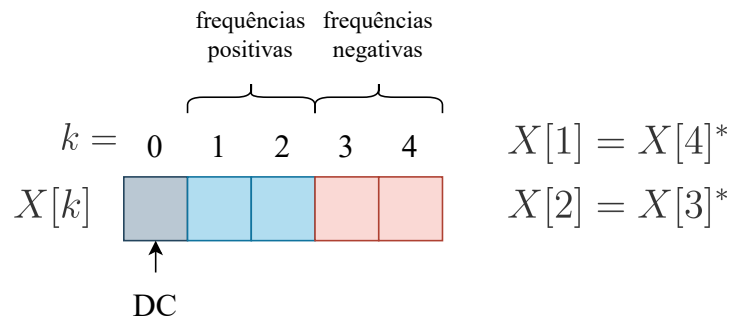 frequências frequências
positivas negativas
k = 0 1 2 3 4 X[1] = X[4]*
X[k] X[2] = X[3]*
DC